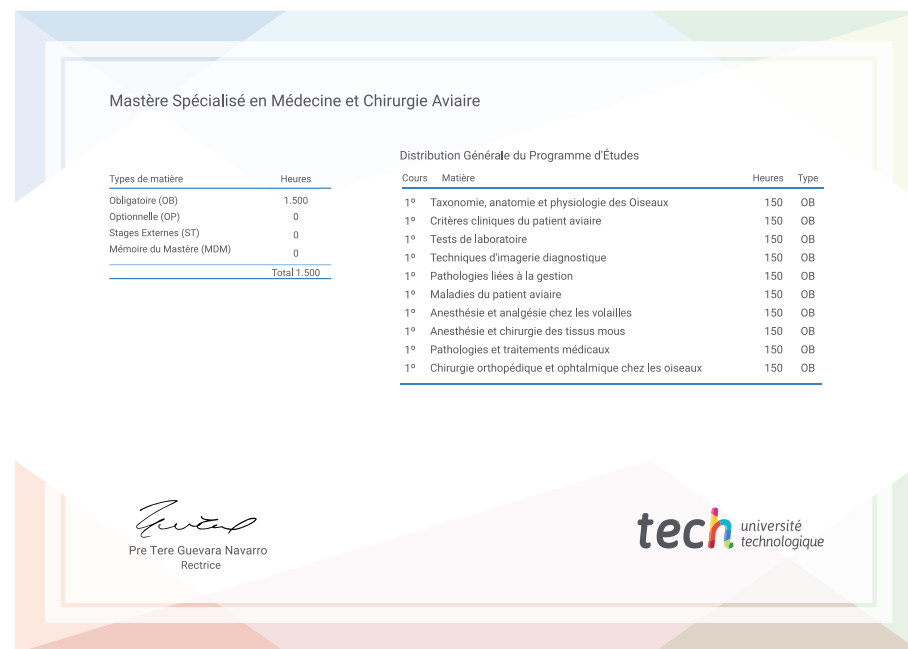 Mastère Spécialisé en Médecine et Chirurgie Aviaire
Types de matière Heures
Obligatoire (OB) 1.500
Optionnelle (OP) 0
Stages Externes (ST) 0
Mémoire du Mastère (MDM) 0
Total 1.500
Distribution Générale du Programme d'Études
Cours Matière Heures Type
1º Taxonomie, anatomie et physiologie des Oiseaux 150 OB
1º Critères cliniques du patient aviaire 150 OB
1º Tests de laboratoire 150 OB
1º Techniques d'imagerie diagnostique 150 OB
1º Pathologies liées à la gestion 150 OB
1º Maladies du patient aviaire 150 OB
1º Anesthésie et analgésie chez les volailles 150 OB
1º Anesthésie et chirurgie des tissus mous 150 OB
1º Pathologies et traitements médicaux 150 OB
1º Chirurgie orthopédique et ophtalmique chez les oiseaux 150 OB
Pre Tere Guevara Navarro
Rectrice
tech université
technologique